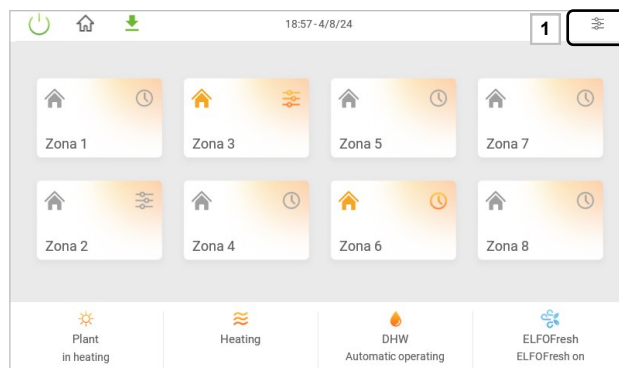 18:57-4/8/24
1
Zona 1
Zona 3
Zona 5
Zona 7
Zona 2
Zona 4
Zona 6
Zona 8
Plant
in heating
Heating
DHW
Automatic operating
ELFOFresh
ELFOFresh on